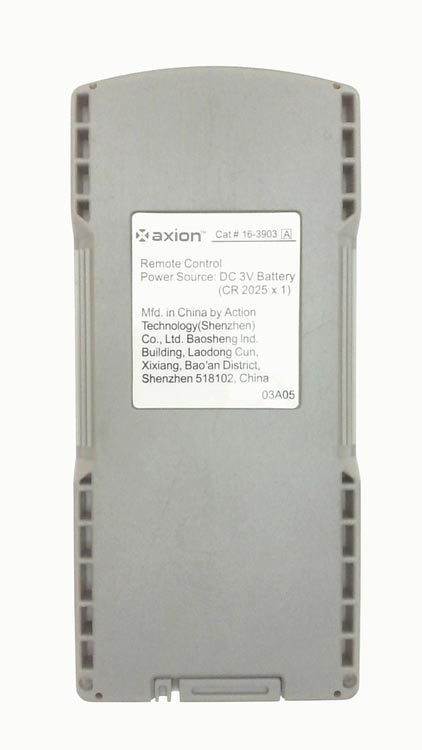 axion™ Cat # 16-3903 A
Remote Control
Power Source: DC 3V Battery
(CR 2025 x 1)
Mfd. in China by Action
Technology(Shenzhen)
Co., Ltd. Baosheng Ind.
Building, Laodong Cun,
Xixiang, Bao'an District,
Shenzhen 518102, China
03A05